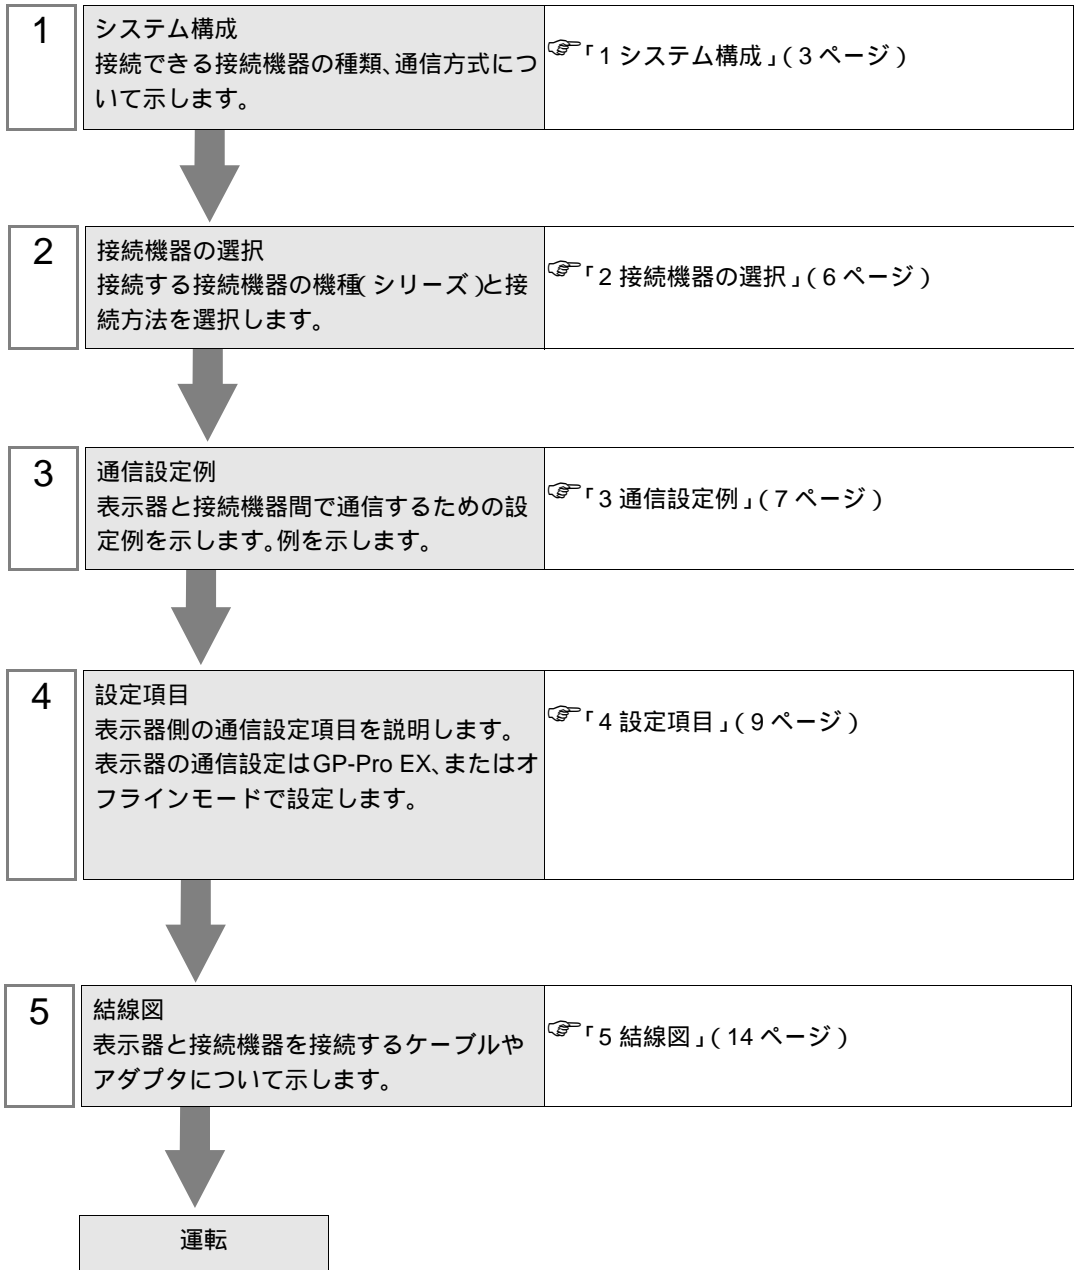 1
システム構成
接続できる接続機器の種類、通信方式につ
いて示します。
☞「1 システム構成」( 3 ページ )
2
接続機器の選択
接続する接続機器の機種( シリーズ )と接
続方法を選択します。
☞「2 接続機器の選択」( 6 ページ )
3
通信設定例
表示器と接続機器間で通信するための設
定例を示します。例を示します。
☞「3 通信設定例」( 7 ページ )
4
設定項目
表示器側の通信設定項目を説明します。
表示器の通信設定はGP-Pro EX、またはオ
フラインモードで設定します。
☞「4 設定項目」( 9 ページ )
5
結線図
表示器と接続機器を接続するケーブルや
アダプタについて示します。
☞「5 結線図」( 14 ページ )
運転